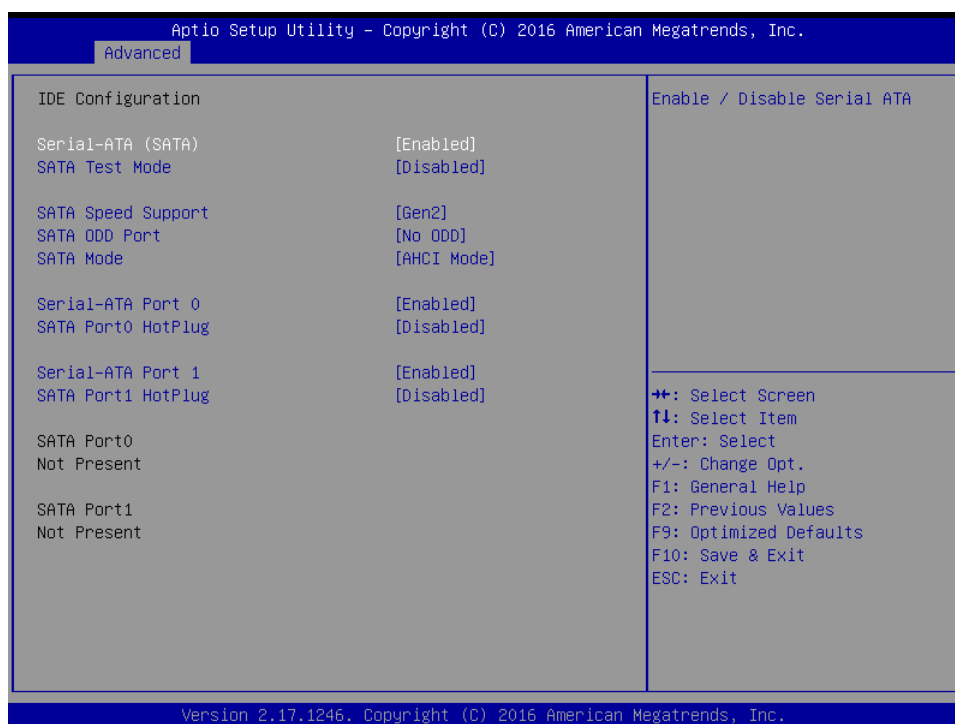 Aptio Setup Utility – Copyright (C) 2016 American Megatrends, Inc.
Advanced
IDE Configuration
Serial-ATA (SATA) [Enabled]
SATA Test Mode [Disabled]
SATA Speed Support [Gen2]
SATA ODD Port [No ODD]
SATA Mode [AHCI Mode]
Serial-ATA Port 0 [Enabled]
SATA Port0 HotPlug [Disabled]
Serial-ATA Port 1 [Enabled]
SATA Port1 HotPlug [Disabled]
SATA Port0
Not Present
SATA Port1
Not Present
Enable / Disable Serial ATA
→←: Select Screen
↑↓: Select Item
Enter: Select
+/-: Change Opt.
F1: General Help
F2: Previous Values
F9: Optimized Defaults
F10: Save & Exit
ESC: Exit
Version 2.17.1246. Copyright (C) 2016 American Megatrends, Inc.